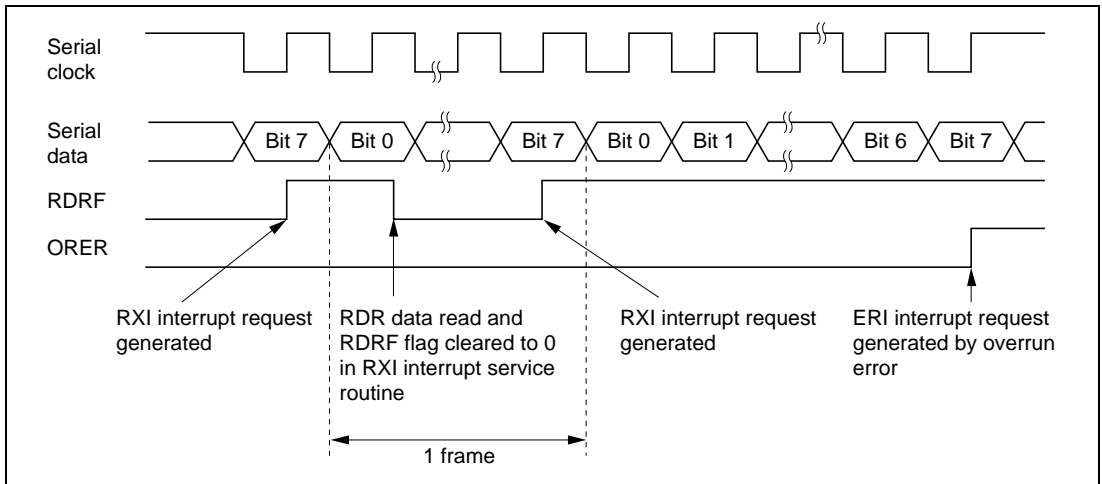 Serial
clock
Serial
data
Bit 7
Bit 0
Bit 7
Bit 0
Bit 1
Bit 6
Bit 7
RDRF
ORER
RXI interrupt request
generated
RDR data read and
RDRF flag cleared to 0
in RXI interrupt service
routine
RXI interrupt request
generated
ERI interrupt request
generated by overrun
error
1 frame